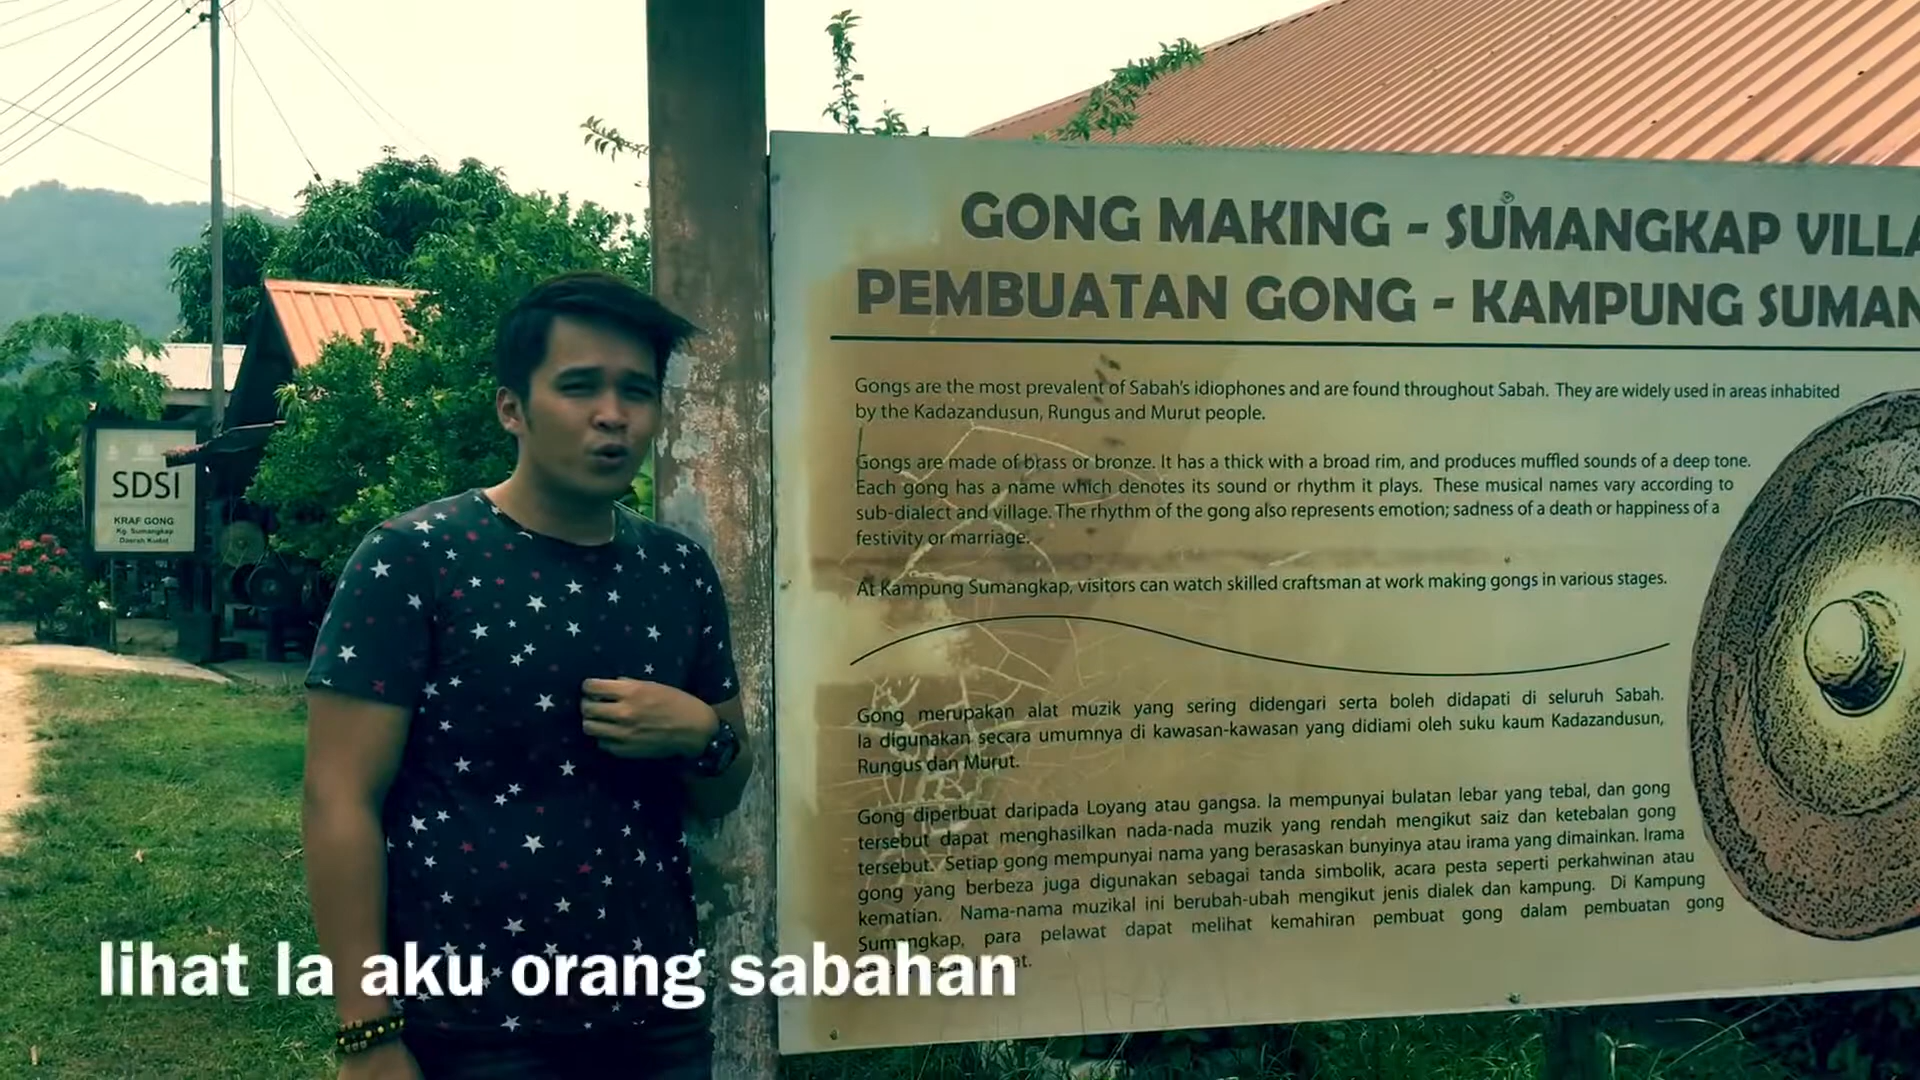 GONG MAKING - SUMANGKAP VILLA
PEMBUATAN GONG - KAMPUNG SUMAN
Gongs are the most prevalent of Sabah's idiophones and are found throughout Sabah. They are widely used in areas inhabited
by the Kadazandusun, Rungus and Murut people.
Gongs are made of brass or bronze. It has a thick with a broad rim, and produces muffled sounds of a deep tone.
Each gong has a name which denotes its sound or rhythm it plays. These musical names vary according to
sub-dialect and village. The rhythm of the gong also represents emotion; sadness of a death or happiness of a
festivity or marriage.
At Kampung Sumangkap, visitors can watch skilled craftsman at work making gongs in various stages.
Gong merupakan alat muzik yang sering didengari serta boleh didapati di seluruh Sabah.
Ia digunakan secara umumnya di kawasan-kawasan yang didiami oleh suku kaum Kadazandusun,
Rungus dan Murut.
Gong diperbuat daripada Loyang atau gangsa. Ia mempunyai bulatan lebar yang tebal, dan gong
tersebut dapat menghasilkan nada-nada muzik yang rendah mengikut saiz dan ketebalan gong
tersebut. Setiap gong mempunyai nama yang berasaskan bunyinya atau irama yang dimainkan. Irama
gong yang berbeza juga digunakan sebagai tanda simbolik, acara pesta seperti perkahwinan atau
kematian. Nama-nama muzikal ini berubah-ubah mengikut jenis dialek dan kampung. Di Kampung
Sumangkap, para pelawat dapat melihat kemahiran pembuat gong dalam pembuatan gong
SDSI
KRAF GONG
Kg. Sumangkap
Daerah Kudat
lihat la aku orang sabahan